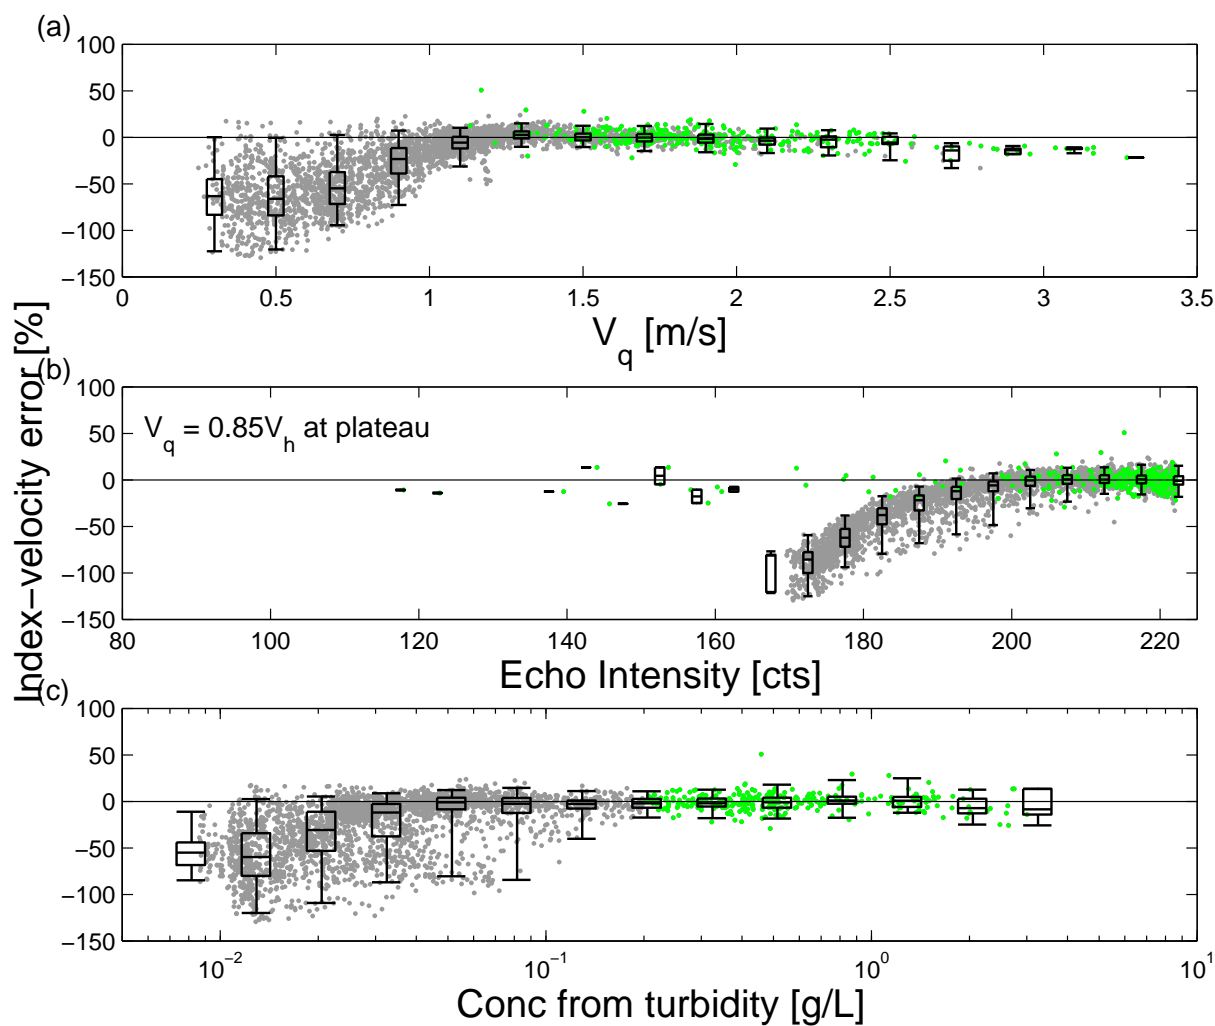 (a)
100
50
0
−50
−100
−150
0 0.5 1 1.5 2 2.5 3 3.5
V_q [m/s]
Index−velocity error [%]
(b)
100
50
0
−50
−100
−150
V_q = 0.85V_h at plateau
80 100 120 140 160 180 200 220
Echo Intensity [cts]
(c)
100
50
0
−50
−100
−150
10^−2 10^−1 10^0 10^1
Conc from turbidity [g/L]